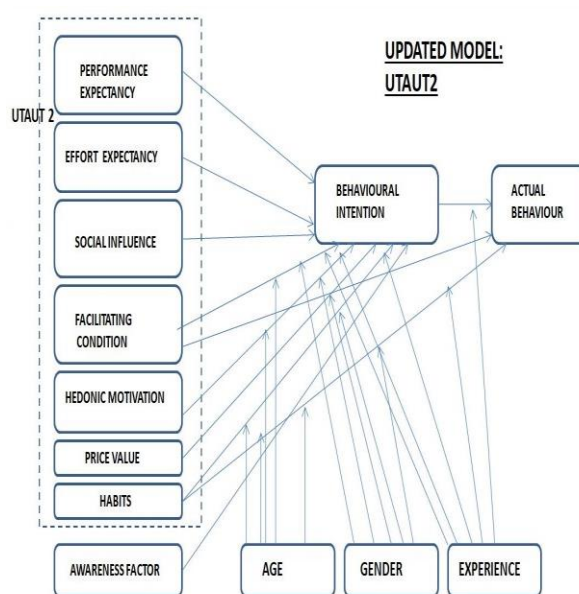 UPDATED MODEL:
UTAUT2
UTAUT 2
PERFORMANCE
EXPECTANCY
EFFORT EXPECTANCY
SOCIAL INFLUENCE
FACILITATING
CONDITION
HEDONIC MOTIVATION
PRICE VALUE
HABITS
BEHAVIOURAL
INTENTION
ACTUAL
BEHAVIOUR
AWARENESS FACTOR
AGE
GENDER
EXPERIENCE